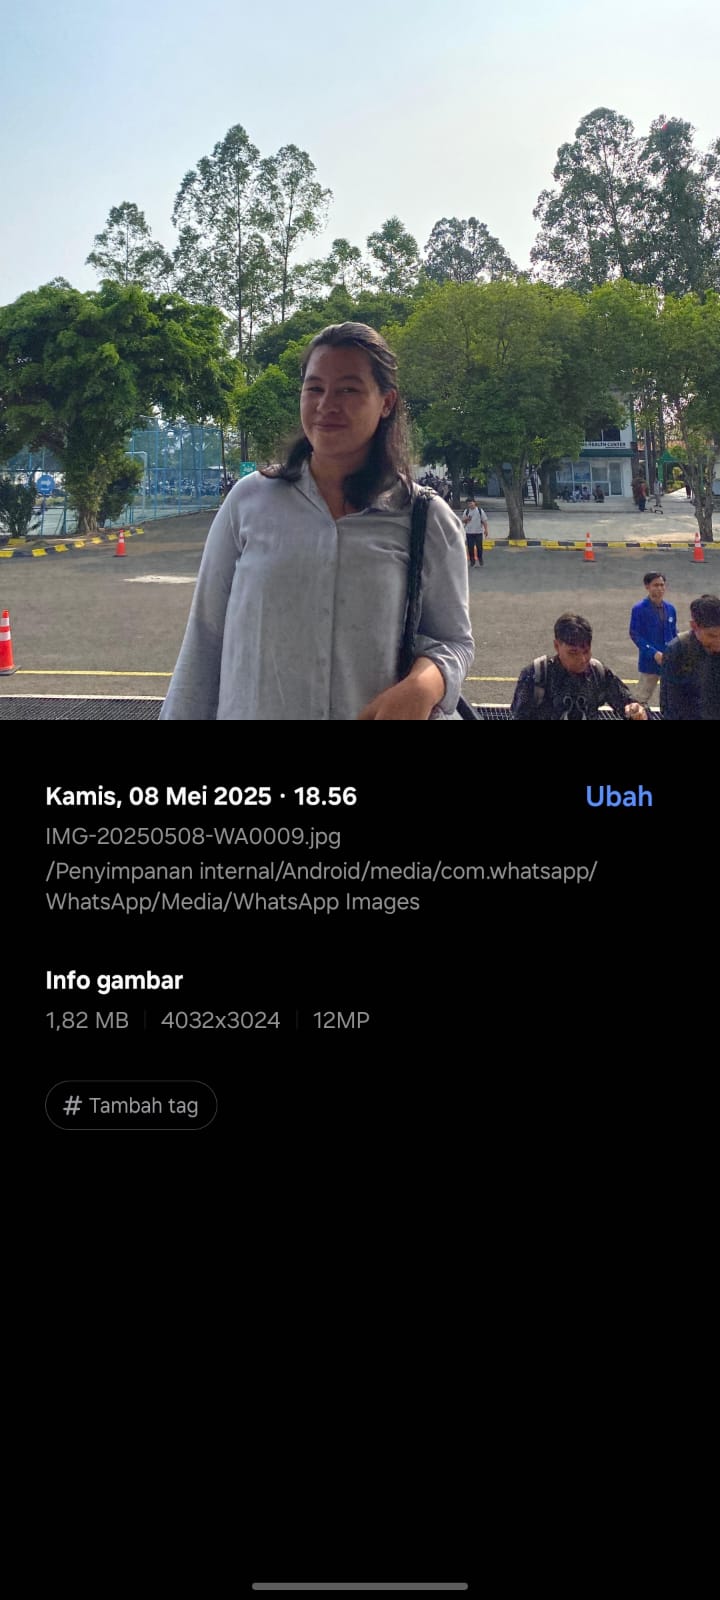 HEALTH CENTER
Kamis, 08 Mei 2025 · 18.56
Ubah
IMG-20250508-WA0009.jpg
/Penyimpanan internal/Android/media/com.whatsapp/
WhatsApp/Media/WhatsApp Images
Info gambar
1,82 MB | 4032x3024 | 12MP
# Tambah tag